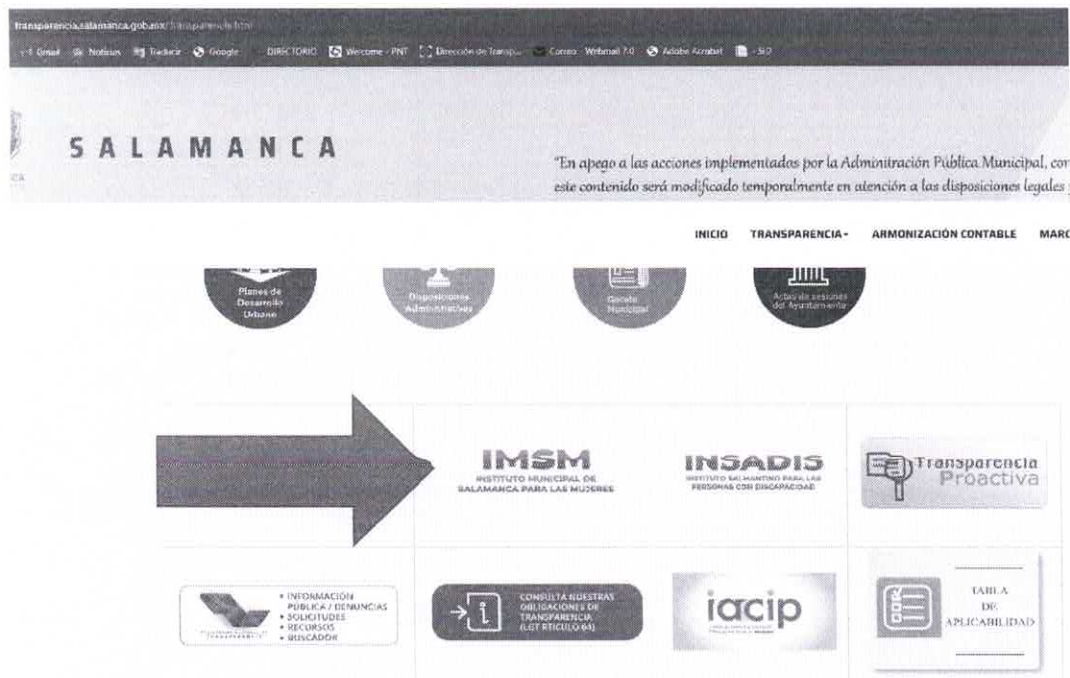 transparencia.salamanca.gob.mx/Transparencia.html
Gmail Noticias Traducir Google DIRECTORIO Welcome - PNT Dirección de Transp... Correo Webmail 7.0 Adobe Acrobat
SALAMANCA
"En apego a las acciones implementadas por la Adminitración Pública Municipal, con
este contenido será modificado temporalmente en atención a las disposiciones legales
INICIO TRANSPARENCIA ARMONIZACIÓN CONTABLE MARC
Planes de
Desarrollo
Urbano
Disposiciones
Administrativas
Gaceta
Municipal
Actas de sesiones
del Ayuntamiento
IMSM
INSTITUTO MUNICIPAL DE
SALAMANCA PARA LAS MUJERES
INSADIS
INSTITUTO SALMANTINO PARA LAS
PERSONAS CON DISCAPACIDAD
Transparencia
Proactiva
• INFORMACIÓN
PÚBLICA / DENUNCIAS
• SOLICITUDES
• RECURSOS
• BUSCADOR
CONSULTA NUESTRAS
OBLIGACIONES DE
TRANSPARENCIA
iacip
TABLA
DE
APLICABILIDAD